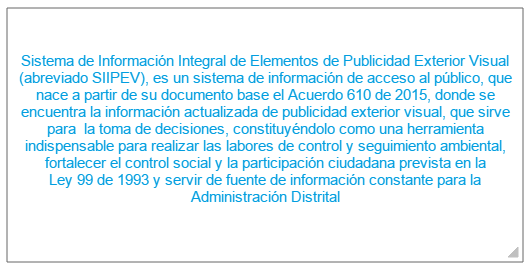 Sistema de Información Integral de Elementos de Publicidad Exterior Visual
(abreviado SIIPEV), es un sistema de información de acceso al público, que
nace a partir de su documento base el Acuerdo 610 de 2015, donde se
encuentra la información actualizada de publicidad exterior visual, que sirve
para  la toma de decisiones, constituyéndolo como una herramienta
indispensable para realizar las labores de control y seguimiento ambiental,
fortalecer el control social y la participación ciudadana prevista en la
Ley 99 de 1993 y servir de fuente de información constante para la
Administración Distrital